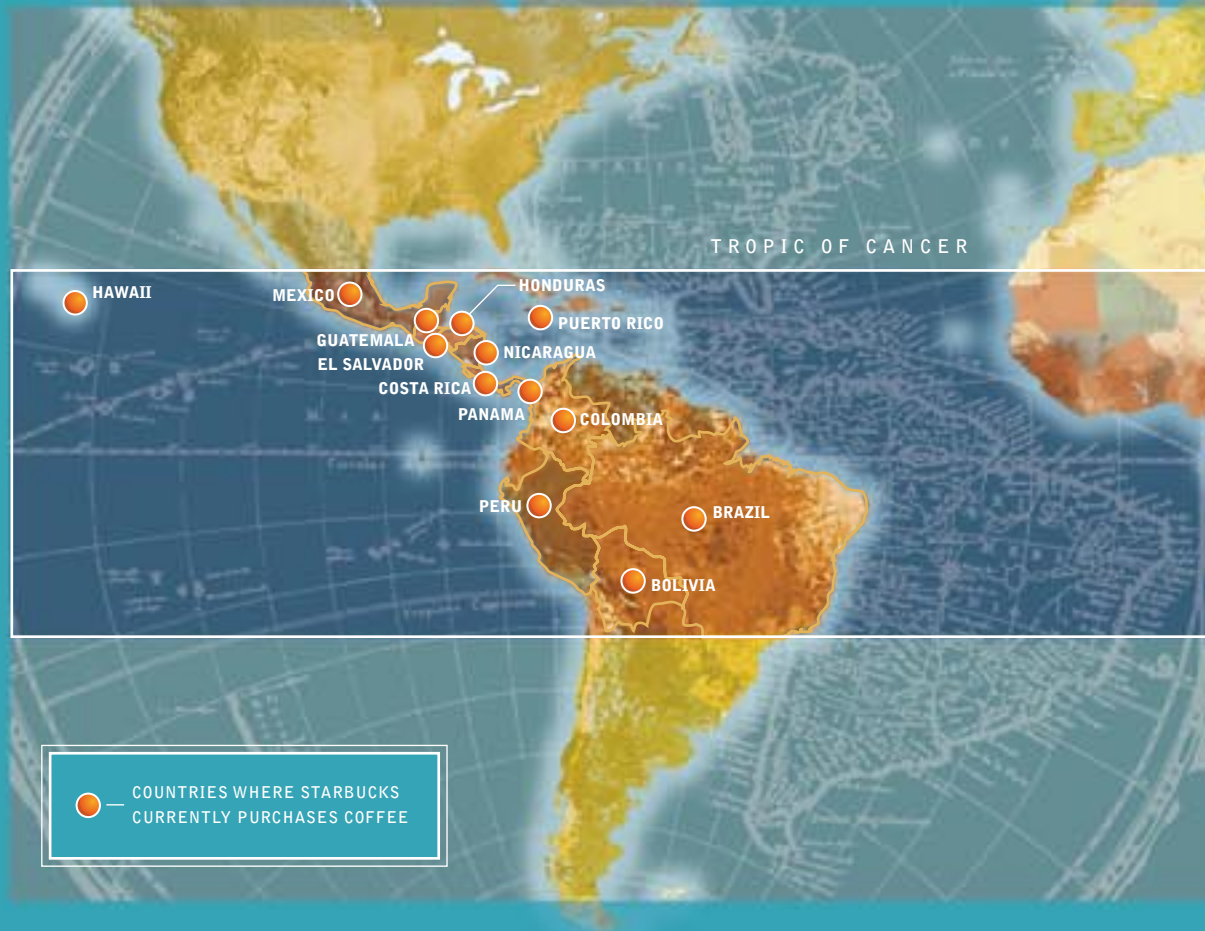 TROPIC OF CANCER
HAWAII
MEXICO
HONDURAS
PUERTO RICO
GUATEMALA
NICARAGUA
EL SALVADOR
COSTA RICA
PANAMA
COLOMBIA
PERU
BRAZIL
BOLIVIA
COUNTRIES WHERE STARBUCKS
CURRENTLY PURCHASES COFFEE